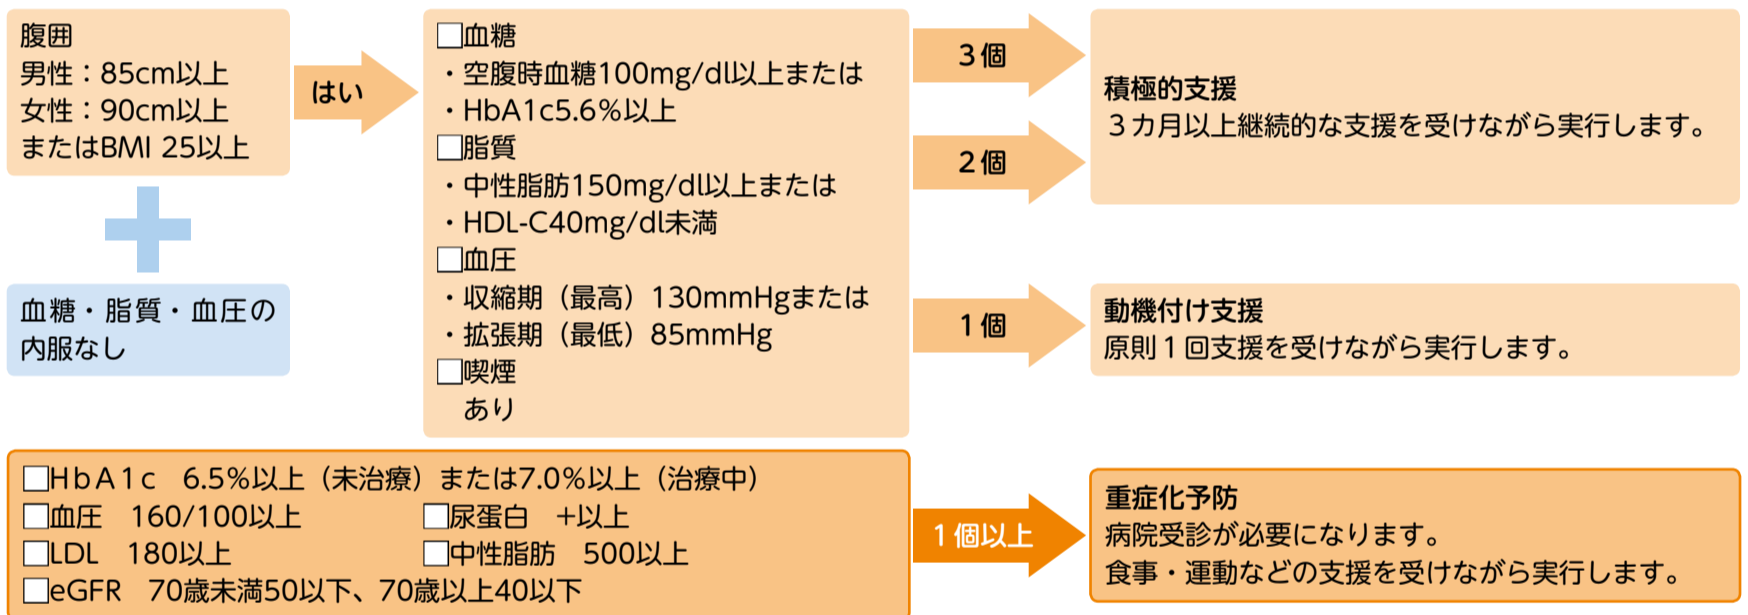 腹囲
男性：85cm以上
女性：90cm以上
またはBMI 25以上
血糖・脂質・血圧の
内服なし
はい
□血糖
・空腹時血糖100mg/dl以上または
・HbA1c5.6％以上
□脂質
・中性脂肪150mg/dl以上または
・HDL-C40mg/dl未満
□血圧
・収縮期（最高）130mmHgまたは
・拡張期（最低）85mmHg
□喫煙
あり
３個
２個
積極的支援
３カ月以上継続的な支援を受けながら実行します。
１個
動機付け支援
原則１回支援を受けながら実行します。
□ＨｂＡ１ｃ　6.5％以上（未治療）または7.0％以上（治療中）
□血圧　160/100以上　□尿蛋白　+以上
□LDL　180以上　□中性脂肪　500以上
□eGFR　70歳未満50以下、70歳以上40以下
１個以上
重症化予防
病院受診が必要になります。
食事・運動などの支援を受けながら実行します。